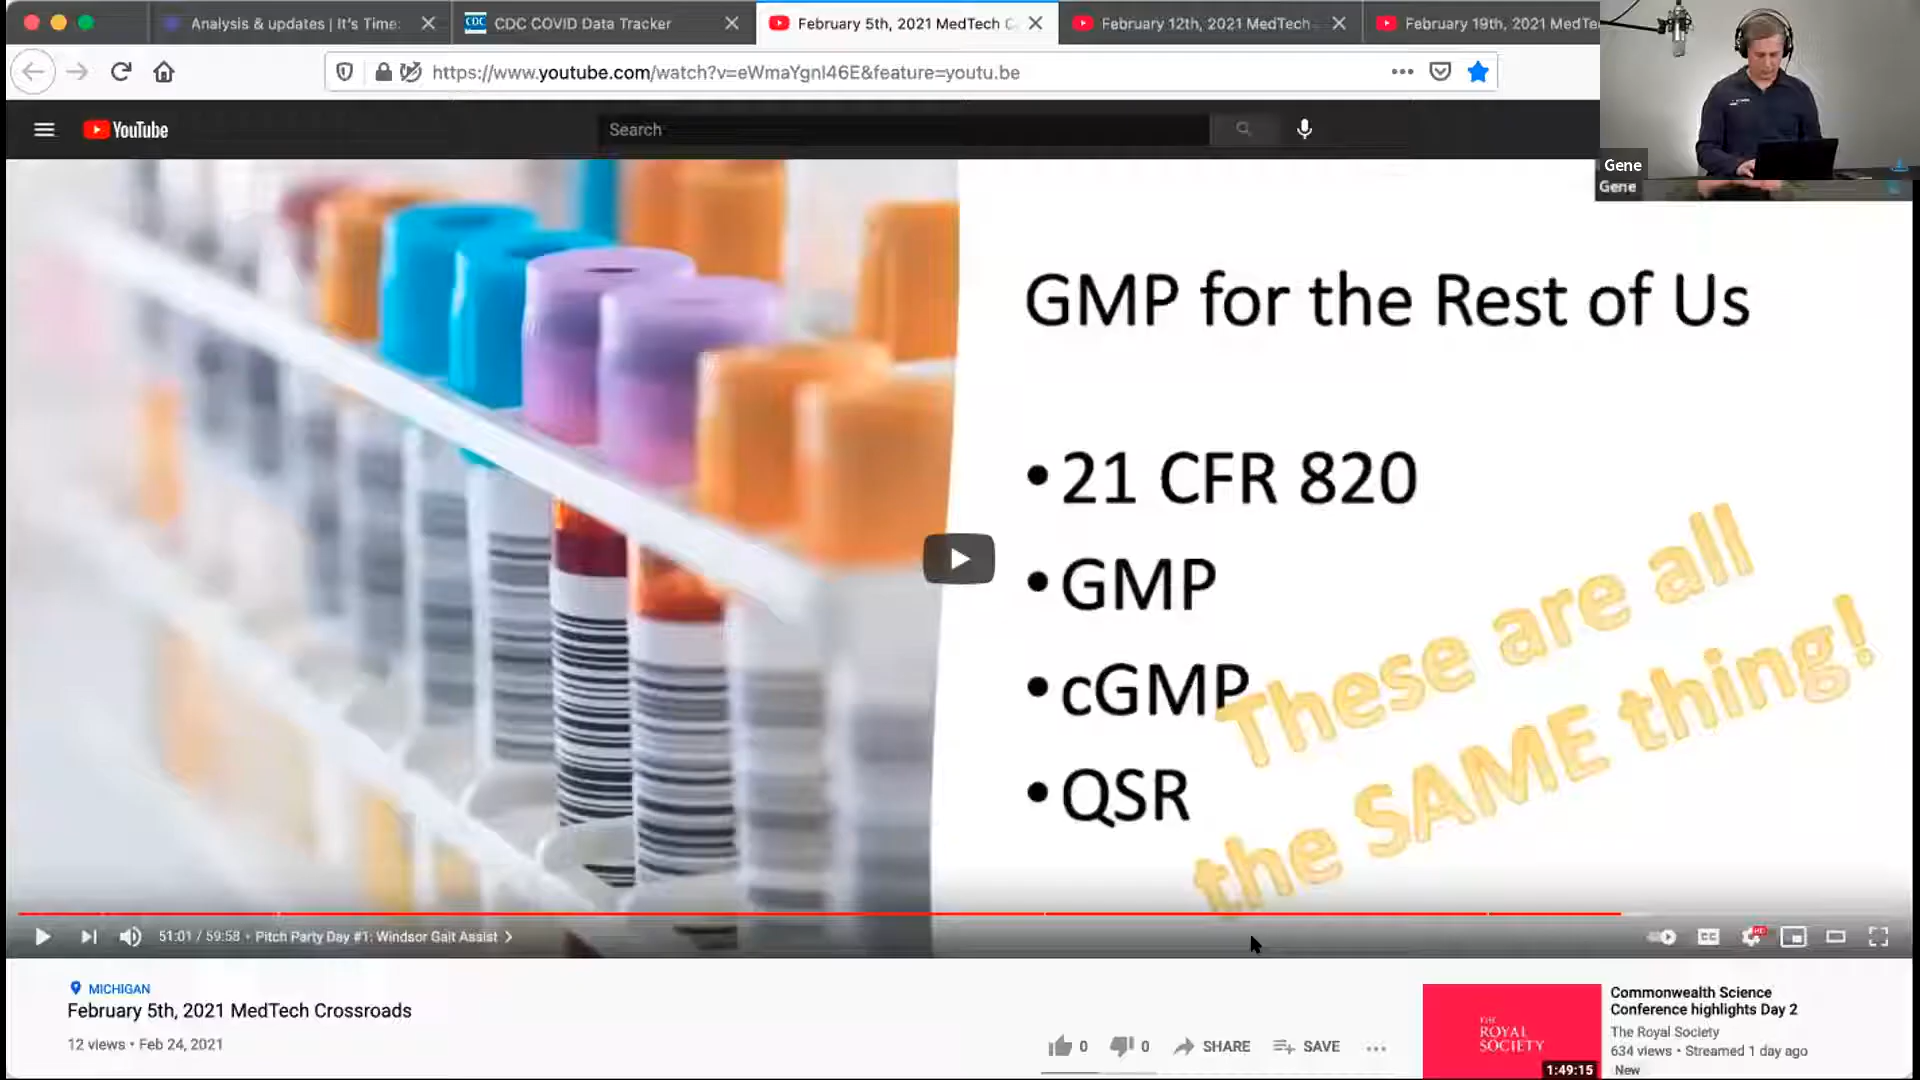 Analysis & updates | It's Time:
CDC COVID Data Tracker
February 5th, 2021 MedTech C
February 12th, 2021 MedTech
February 19th, 2021 MedTe
https://www.youtube.com/watch?v=eWmaYgnI46E&feature=youtu.be
YouTube
Search
Gene
Gene
GMP for the Rest of Us
•21 CFR 820
•GMP
•cGMP
•QSR
These are all
the SAME thing!
51:01 / 59:58 • Pitch Party Day #1: Windsor Gait Assist >
CC
HD
MICHIGAN
February 5th, 2021 MedTech Crossroads
12 views • Feb 24, 2021
0
0
SHARE
SAVE
THE
ROYAL
SOCIETY
1:49:15
Commonwealth Science
Conference highlights Day 2
The Royal Society
634 views • Streamed 1 day ago
New